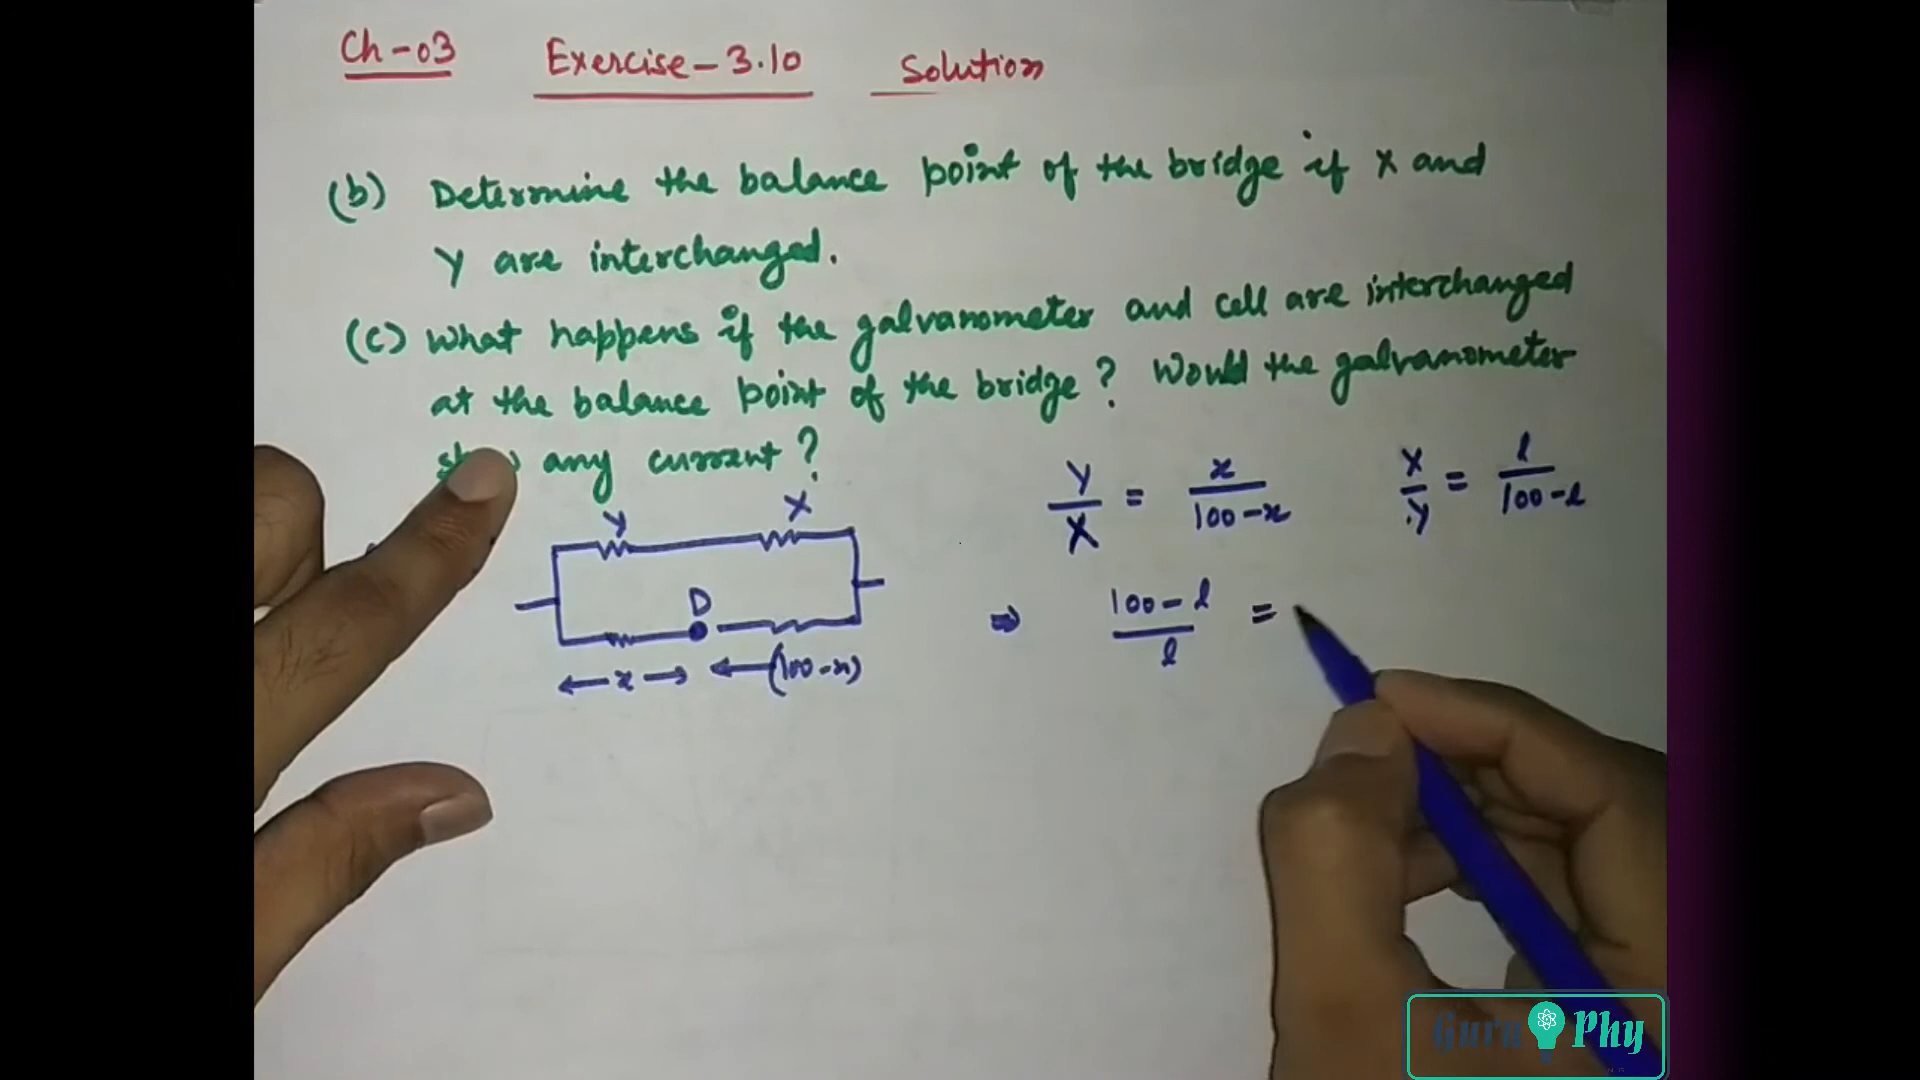 Ch-03 Exercise-3.10 Solution
(b) Determine the balance point of the bridge if X and
Y are interchanged.
(c) What happens if the galvanometer and cell are interchanged
at the balance point of the bridge? Would the galvanometer
any current?
Y/X = x/100-x
X/Y = l/100-l
Y X
D
x (100-x)
⇒ 100-l/l =
Guru Phy